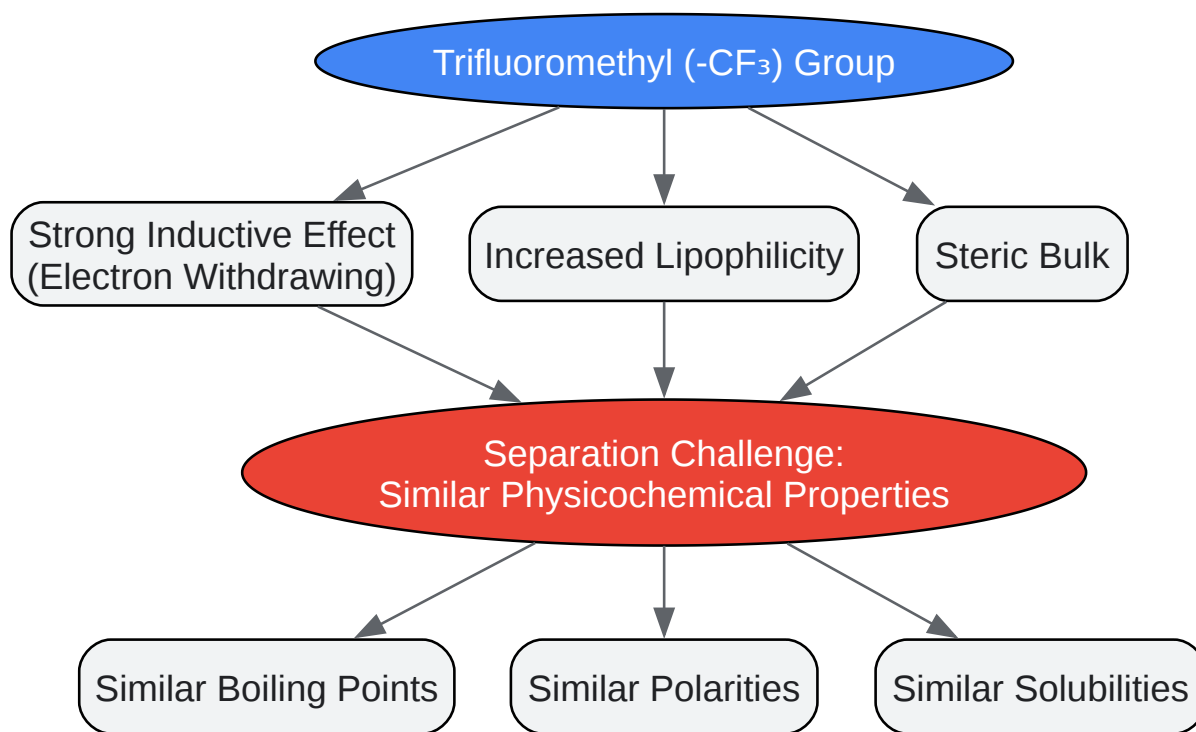 Trifluoromethyl (-CF₃) Group
Strong Inductive Effect
(Electron Withdrawing)
Increased Lipophilicity
Steric Bulk
Separation Challenge:
Similar Physicochemical Properties
Similar Boiling Points
Similar Polarities
Similar Solubilities